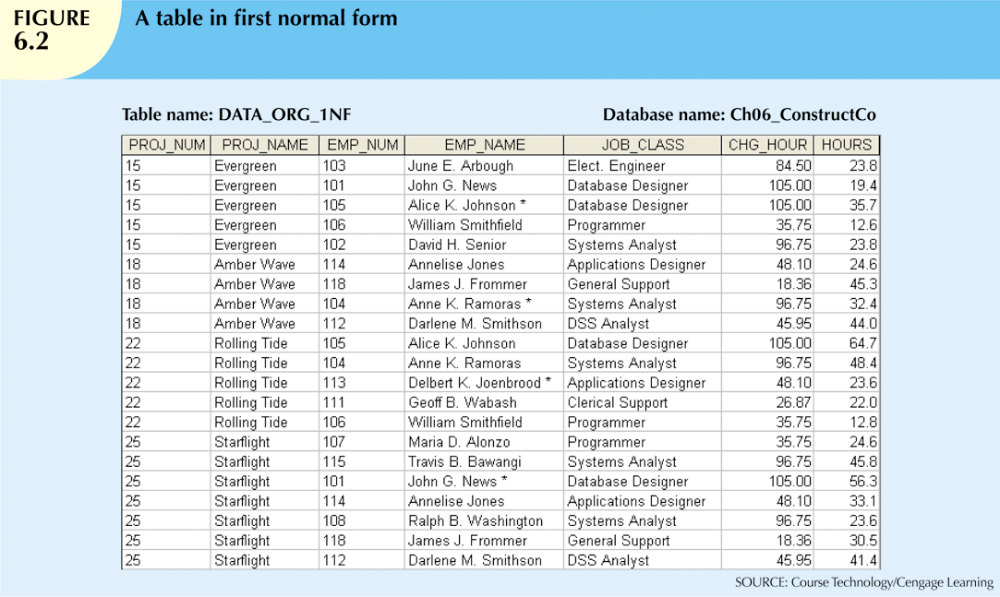 FIGURE
6.2
A table in first normal form
Table name: DATA_ORG_1NF Database name: Ch06_ConstructCo
PROJ_NUM PROJ_NAME EMP_NUM EMP_NAME JOB_CLASS CHG_HOUR HOURS
15 Evergreen 103 June E. Arbough Elect. Engineer 84.50 23.8
15 Evergreen 101 John G. News Database Designer 105.00 19.4
15 Evergreen 105 Alice K. Johnson * Database Designer 105.00 35.7
15 Evergreen 106 William Smithfield Programmer 35.75 12.6
15 Evergreen 102 David H. Senior Systems Analyst 96.75 23.8
18 Amber Wave 114 Annelise Jones Applications Designer 48.10 24.6
18 Amber Wave 118 James J. Frommer General Support 18.36 45.3
18 Amber Wave 104 Anne K. Ramoras * Systems Analyst 96.75 32.4
18 Amber Wave 112 Darlene M. Smithson DSS Analyst 45.95 44.0
22 Rolling Tide 105 Alice K. Johnson Database Designer 105.00 64.7
22 Rolling Tide 104 Anne K. Ramoras Systems Analyst 96.75 48.4
22 Rolling Tide 113 Delbert K. Joenbrood * Applications Designer 48.10 23.6
22 Rolling Tide 111 Geoff B. Wabash Clerical Support 26.87 22.0
22 Rolling Tide 106 William Smithfield Programmer 35.75 12.8
25 Starflight 107 Maria D. Alonzo Programmer 35.75 24.6
25 Starflight 115 Travis B. Bawangi Systems Analyst 96.75 45.8
25 Starflight 101 John G. News * Database Designer 105.00 56.3
25 Starflight 114 Annelise Jones Applications Designer 48.10 33.1
25 Starflight 108 Ralph B. Washington Systems Analyst 96.75 23.6
25 Starflight 118 James J. Frommer General Support 18.36 30.5
25 Starflight 112 Darlene M. Smithson DSS Analyst 45.95 41.4
SOURCE: Course Technology/Cengage Learning